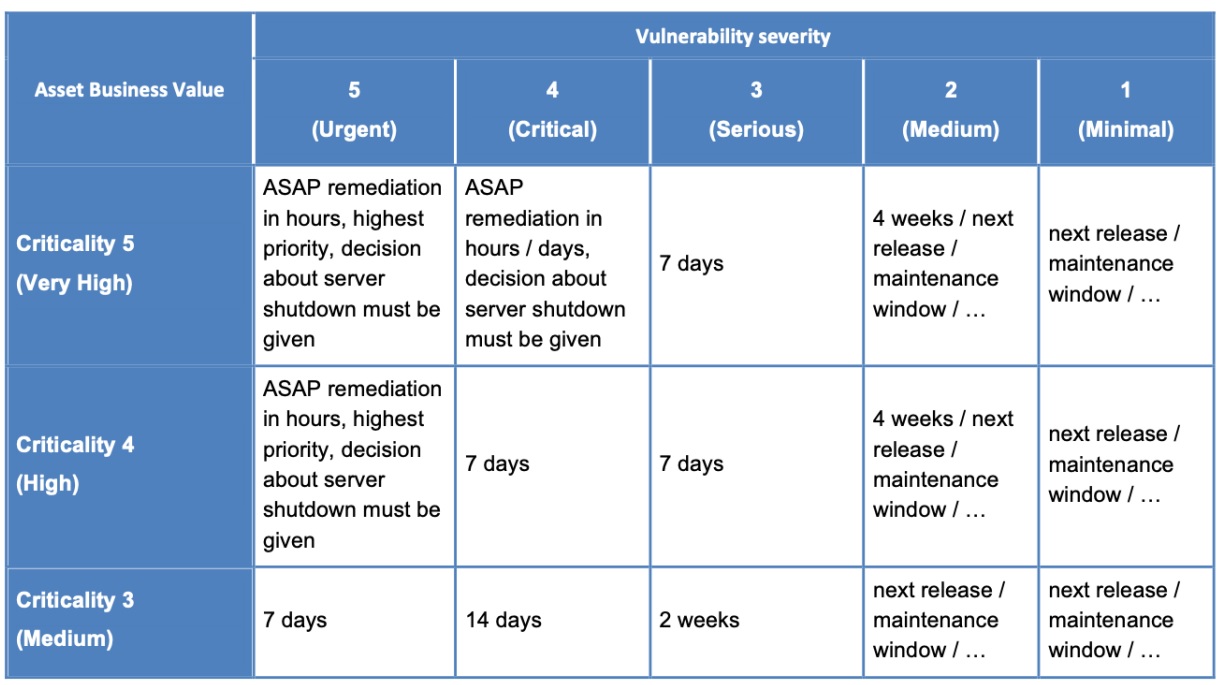 Asset Business Value
Vulnerability severity
5
(Urgent)
4
(Critical)
3
(Serious)
2
(Medium)
1
(Minimal)
Criticality 5
(Very High)
ASAP remediation
in hours, highest
priority, decision
about server
shutdown must be
given
ASAP
remediation in
hours / days,
decision about
server shutdown
must be given
7 days
4 weeks / next
release /
maintenance
window / …
next release /
maintenance
window / …
Criticality 4
(High)
ASAP remediation
in hours, highest
priority, decision
about server
shutdown must be
given
7 days
7 days
4 weeks / next
release /
maintenance
window / …
next release /
maintenance
window / …
Criticality 3
(Medium)
7 days
14 days
2 weeks
next release /
maintenance
window / …
next release /
maintenance
window / …